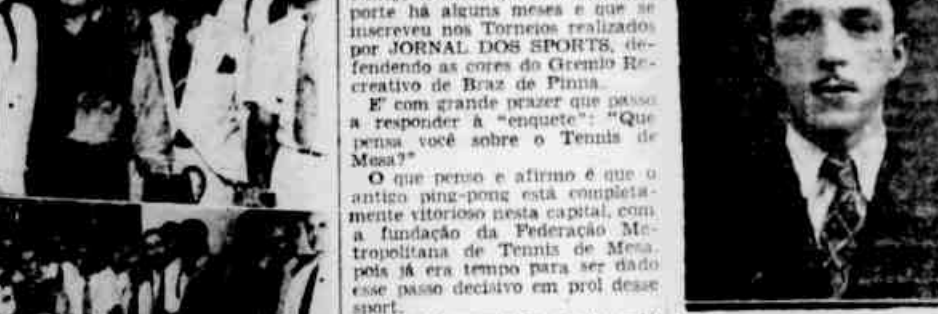 porte há alguns meses e que se
inscreveu nos Torneios realizados
por JORNAL DOS SPORTS, de-
fendendo as cores do Gremio Re-
creativo de Braz de Pinna.
E' com grande prazer que passo
a responder à "enquete": "Que
pensa você sobre o Tennis de
Mesa?"
O que penso e afirmo é que o
antigo ping-pong está completa-
mente vitorioso nesta capital, com
a fundação da Federação Me-
tropolitana de Tennis de Mesa,
pois já era tempo para ser dado
esse passo decisivo em prol desse
sport.